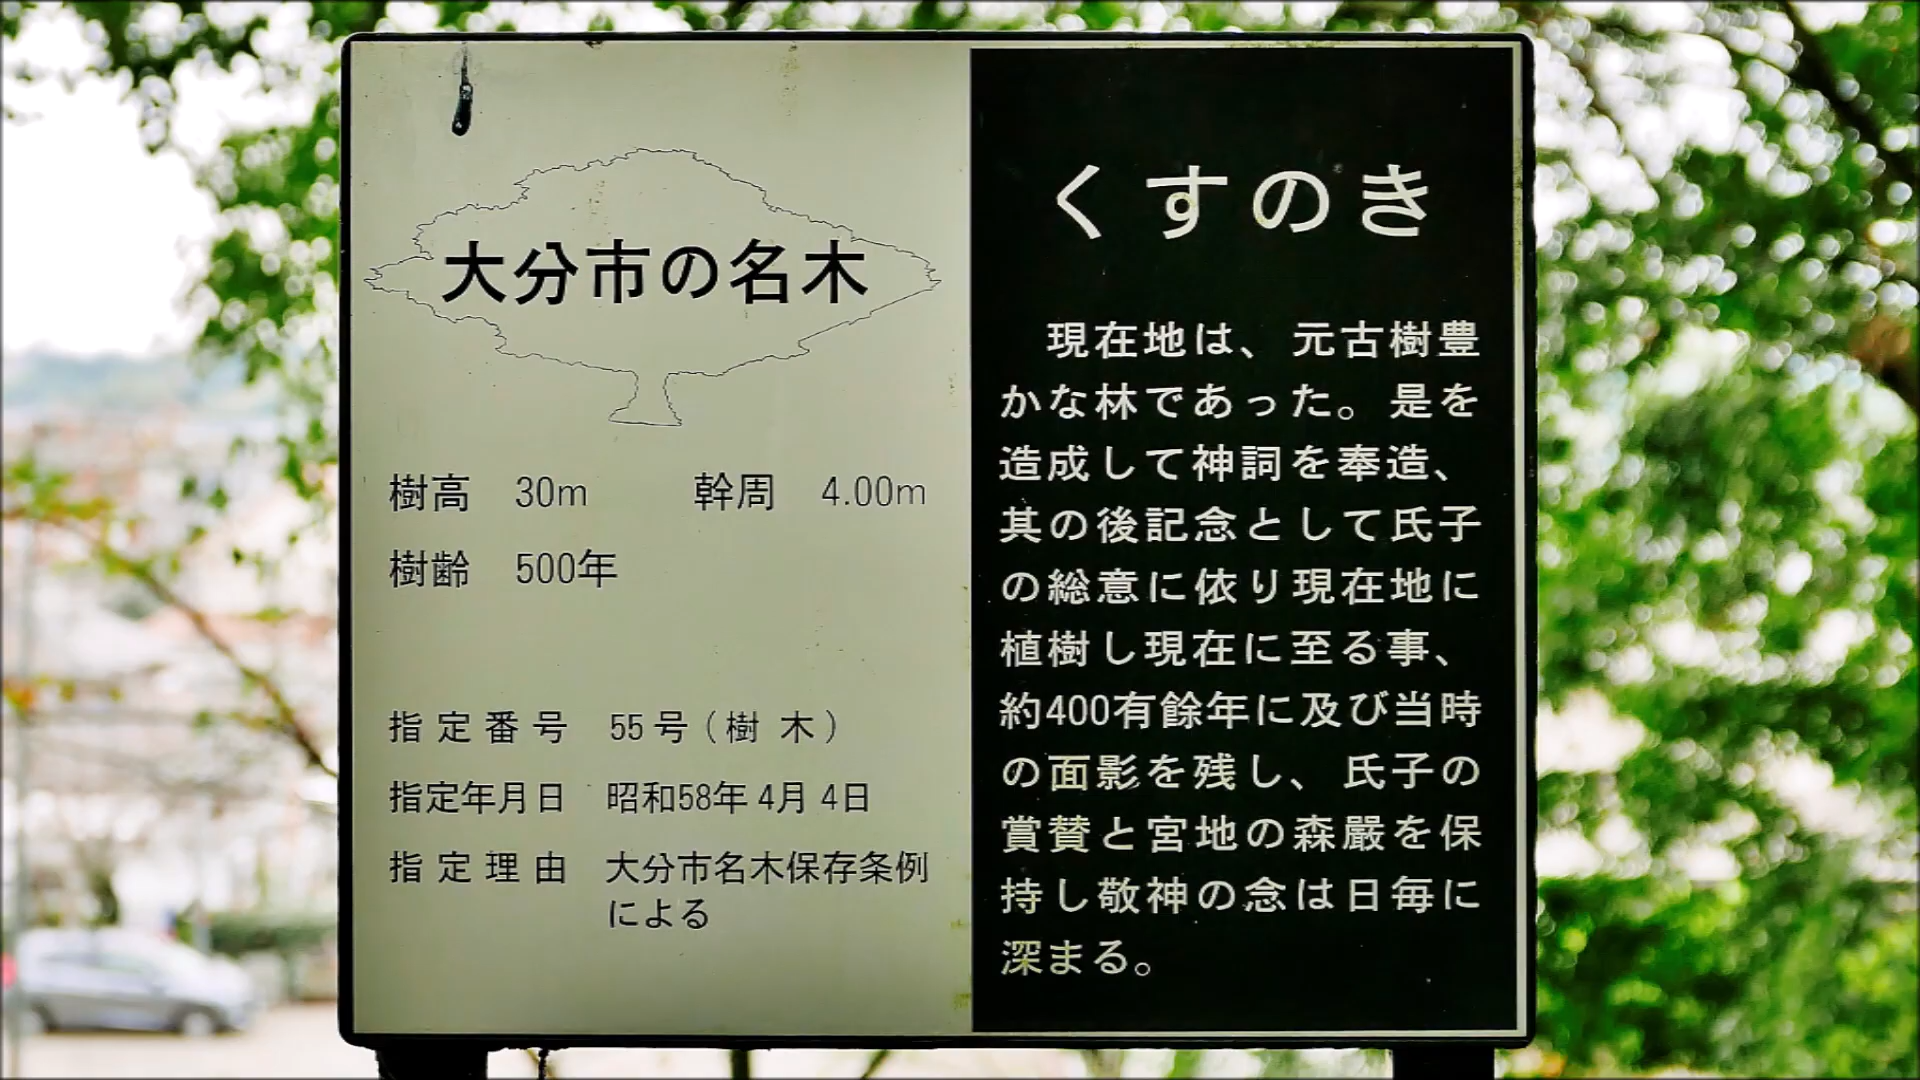 大分市の名木
樹高 30m 幹周 4.00m
樹齢 500年
指定番号 55号(樹木)
指定年月日 昭和58年4月4日
指定理由 大分市名木保存条例
による
くすのき
現在地は、元古樹豊
かな林であった。是を
造成して神詞を奉造、
其の後記念として氏子
の総意に依り現在地に
植樹し現在に至る事、
約400有餘年に及び当時
の面影を残し、氏子の
賞賛と宮地の森嚴を保
持し敬神の念は日毎に
深まる。